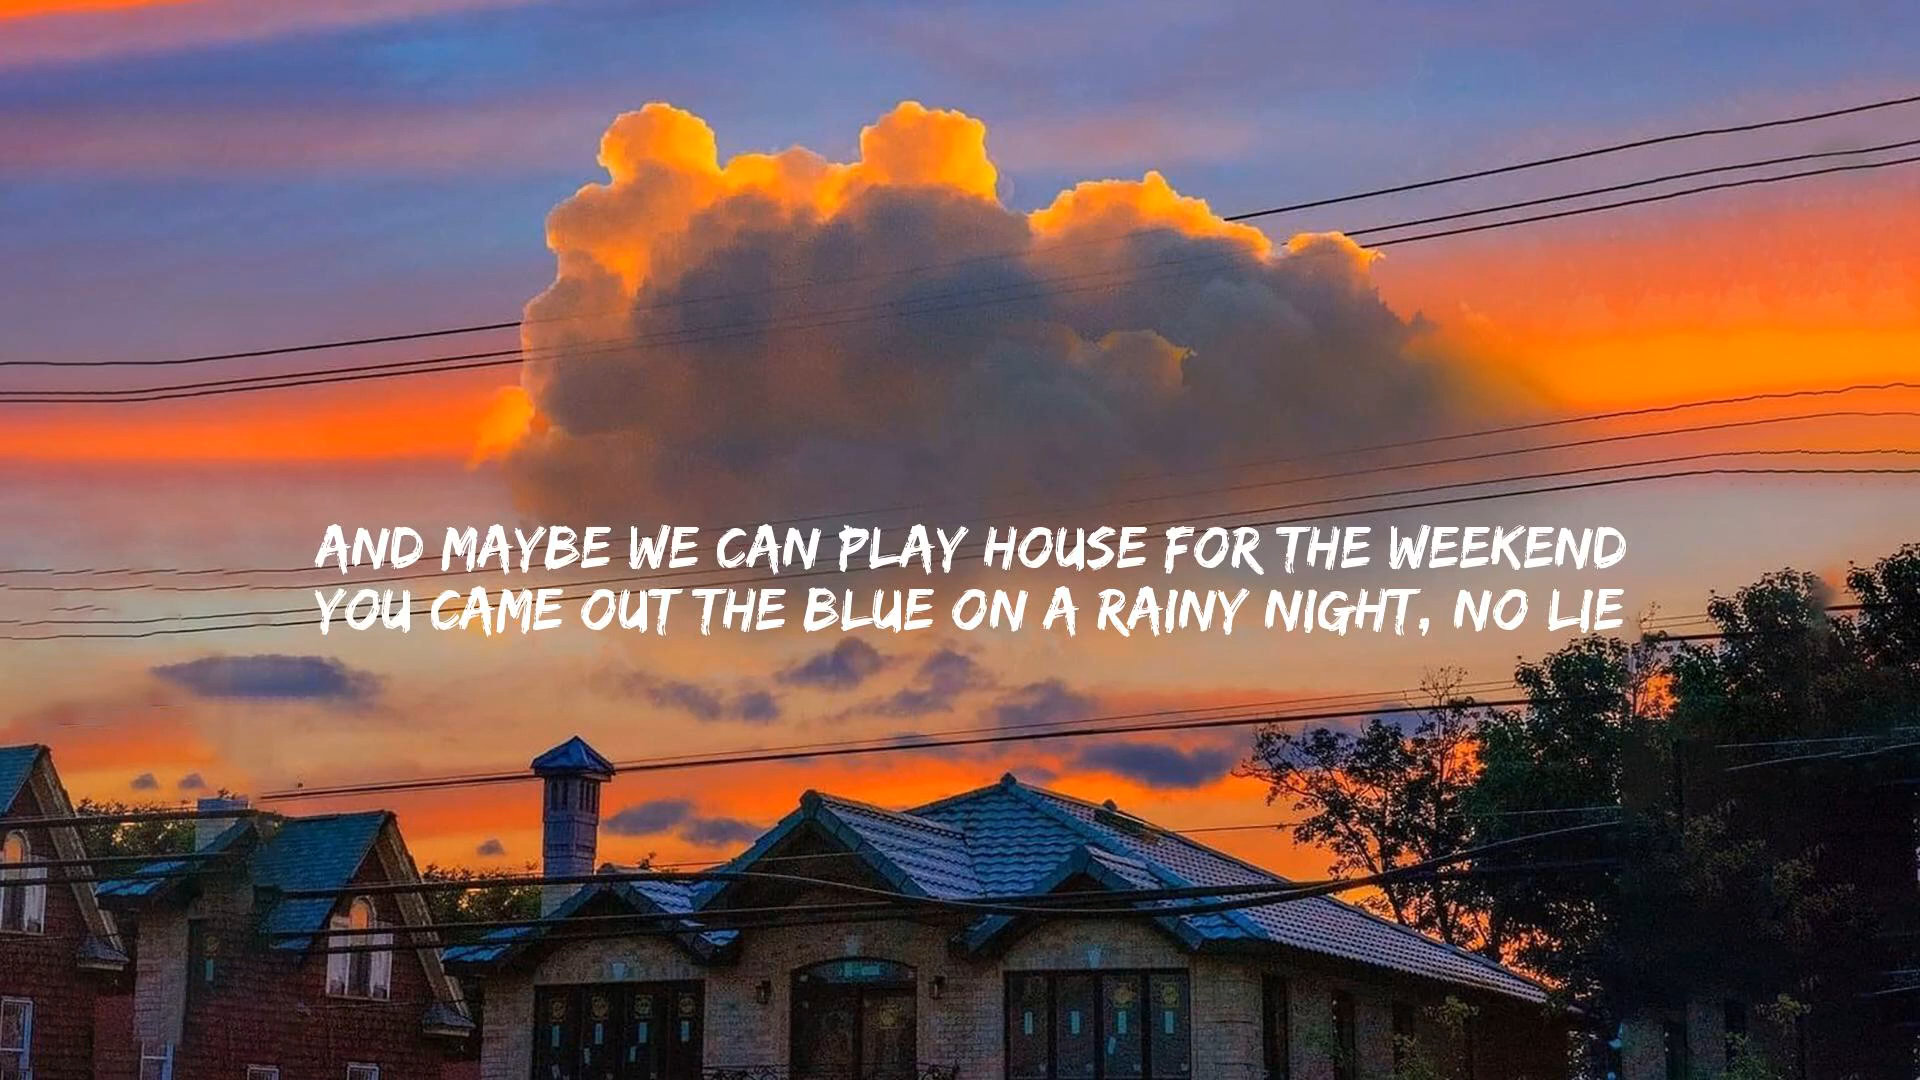 AND MAYBE WE CAN PLAY HOUSE FOR THE WEEKEND
YOU CAME OUT THE BLUE ON A RAINY NIGHT, NO LIE